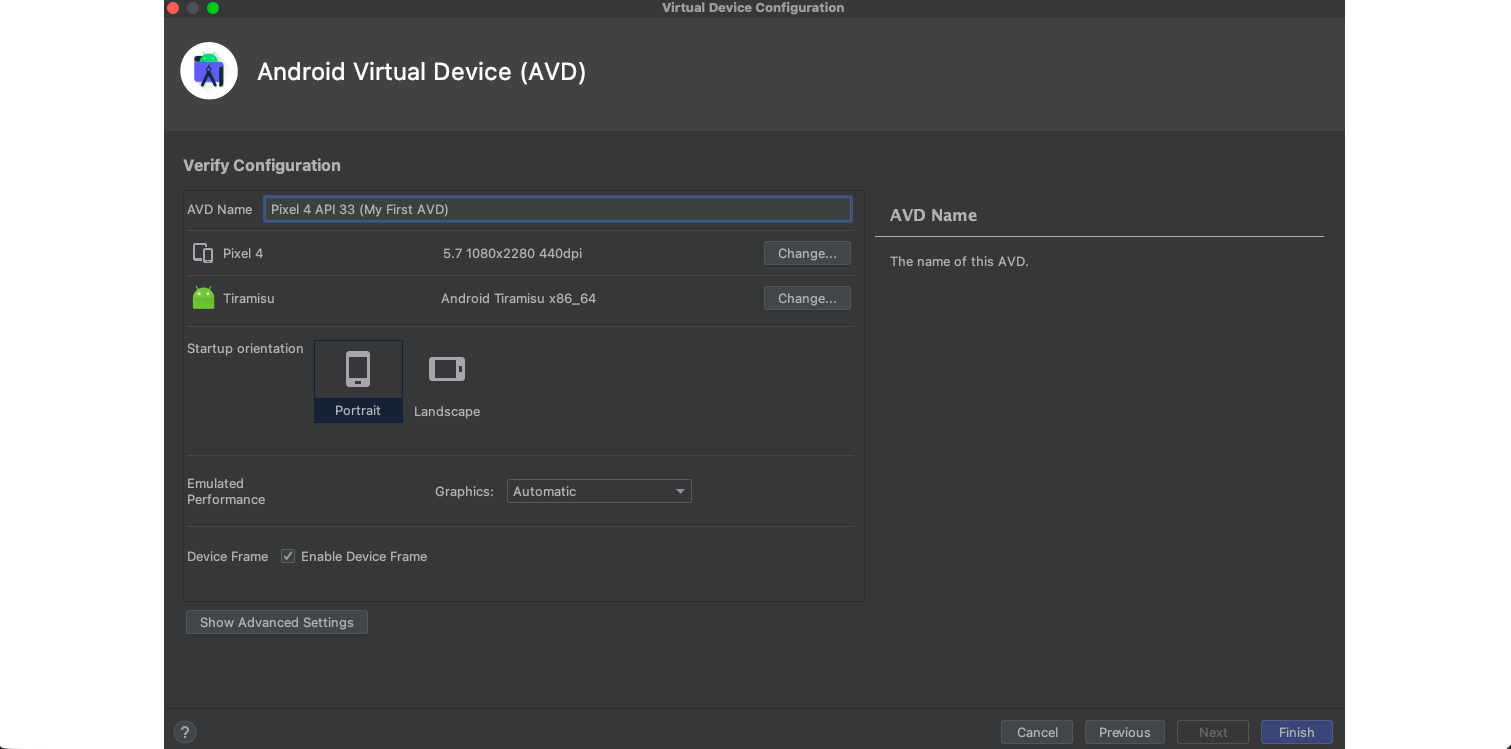 Virtual Device Configuration
Android Virtual Device (AVD)
Verify Configuration
AVD Name Pixel 4 API 33 (My First AVD)
Pixel 4 5.7 1080x2280 440dpi Change...
Tiramisu Android Tiramisu x86_64 Change...
Startup orientation
Portrait Landscape
Emulated
Performance
Graphics: Automatic
Device Frame Enable Device Frame
Show Advanced Settings
AVD Name
The name of this AVD.
? Cancel Previous Next Finish